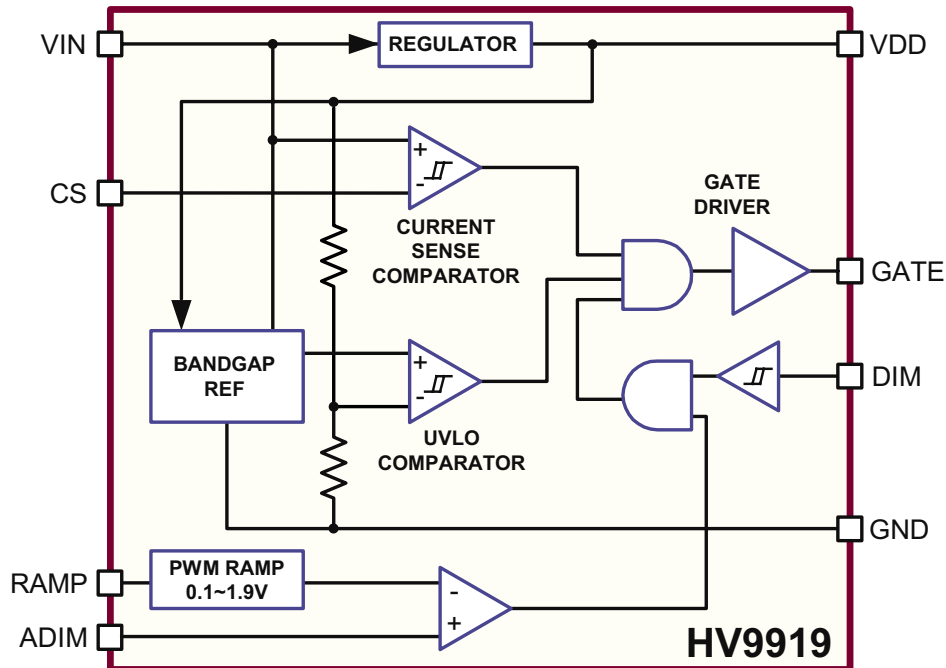 VIN
REGULATOR
VDD
+
-
CS
CURRENT
SENSE
COMPARATOR
GATE
DRIVER
GATE
BANDGAP
REF
+
-
UVLO
COMPARATOR
DIM
GND
RAMP
PWM RAMP
0.1~1.9V
-
+
ADIM
HV9919